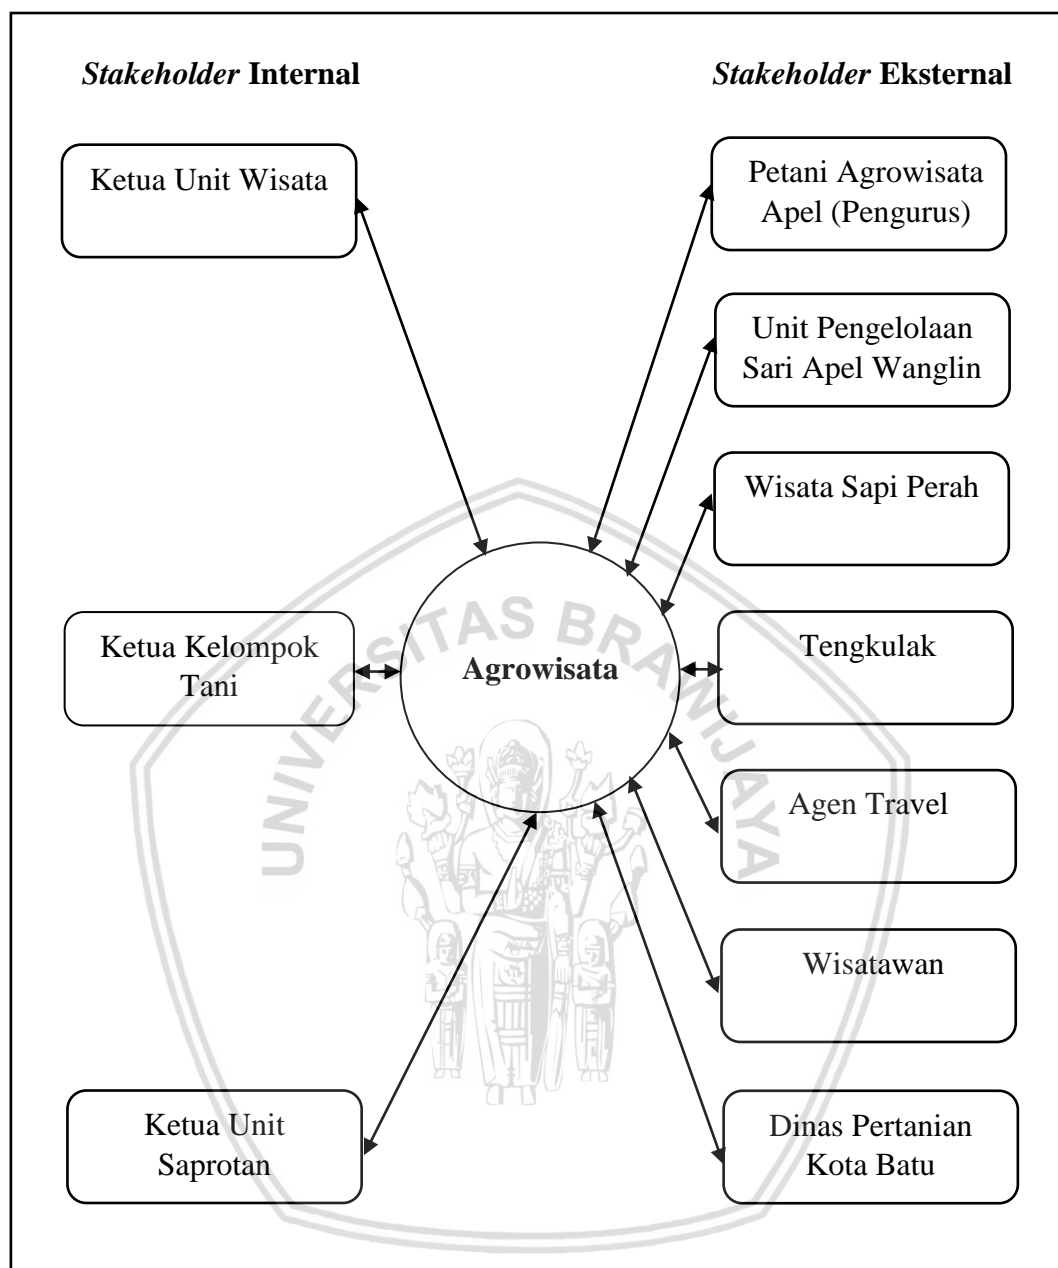 Stakeholder Internal
Stakeholder Eksternal
Ketua Unit Wisata
Petani Agrowisata
Apel (Pengurus)
Unit Pengelolaan
Sari Apel Wanglin
Wisata Sapi Perah
Ketua Kelompok
Tani
Agrowisata
Tengkulak
Agen Travel
Wisatawan
Ketua Unit
Saprotan
Dinas Pertanian
Kota Batu
UNIVERSITAS BRAWIJAYA